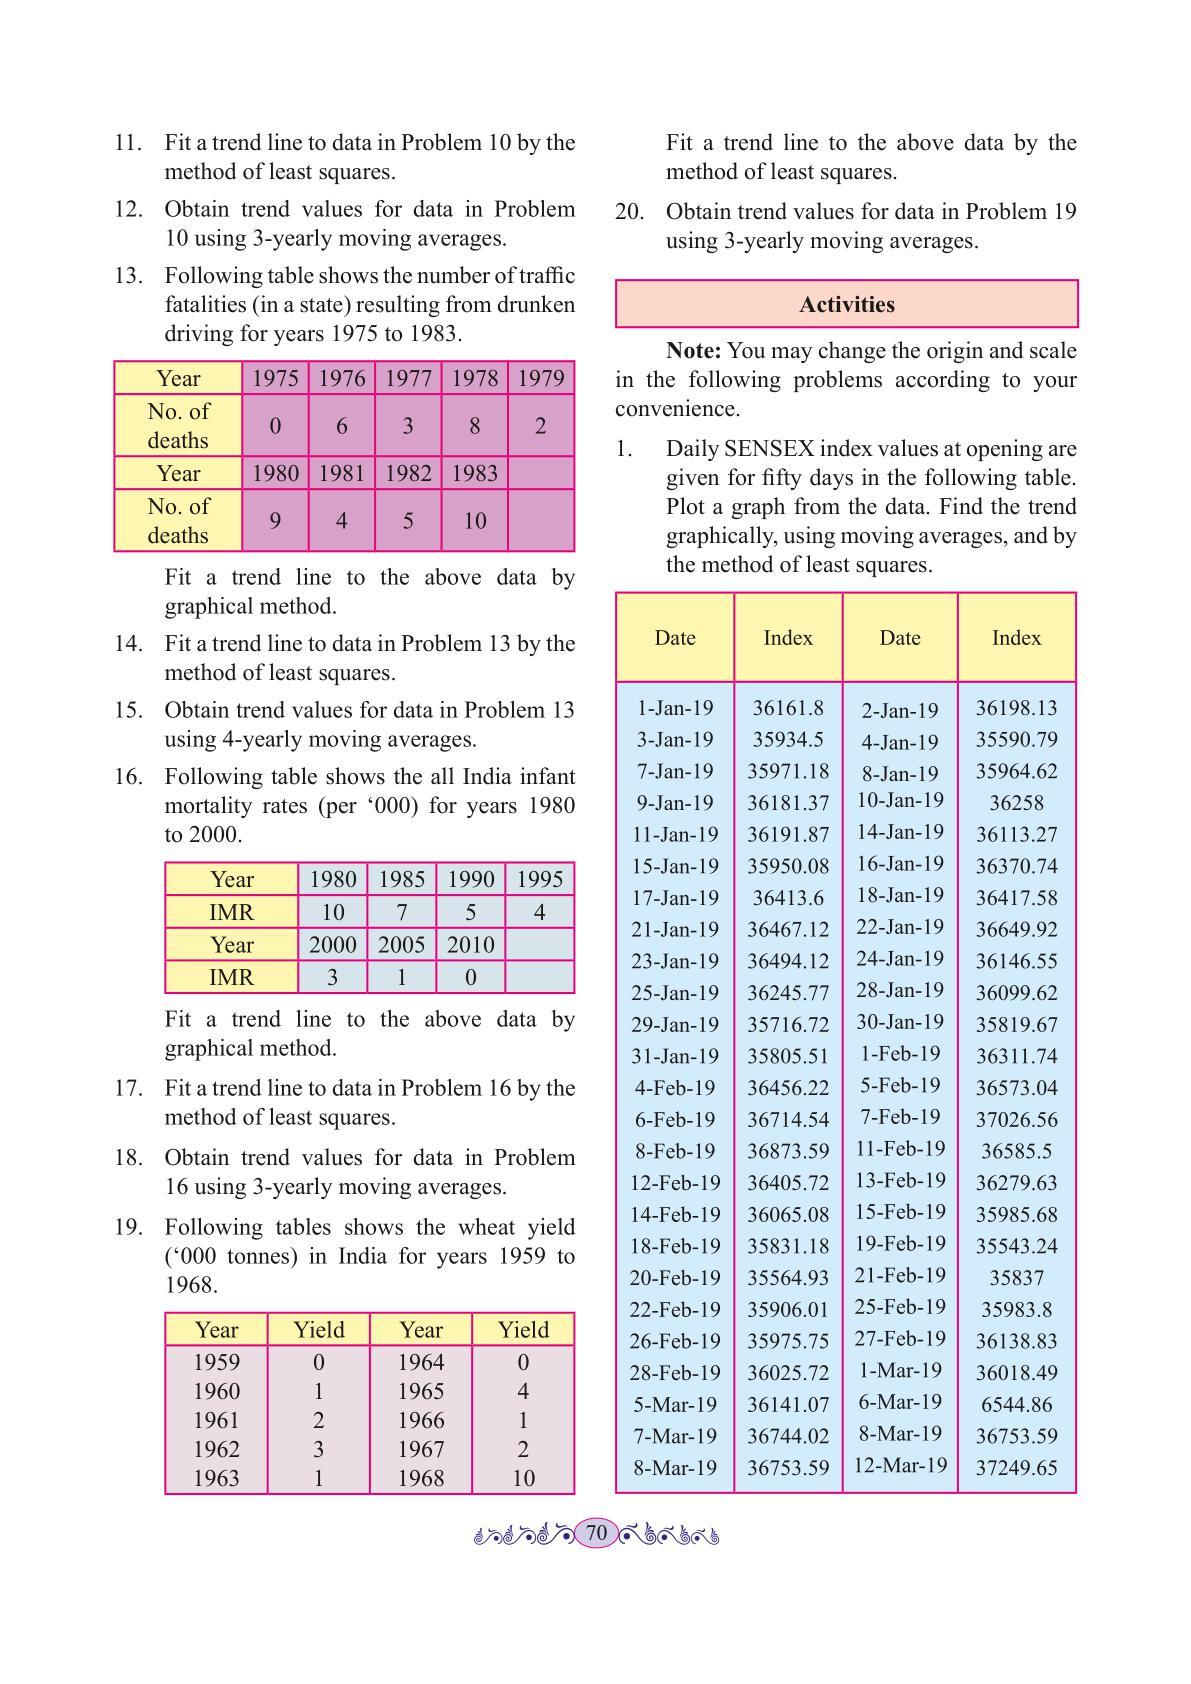 11. Fit a trend line to data in Problem 10 by the
method of least squares.
12. Obtain trend values for data in Problem
10 using 3-yearly moving averages.
13. Following table shows the number of traffic
fatalities (in a state) resulting from drunken
driving for years 1975 to 1983.
Year 1975 1976 1977 1978 1979
No. of
deaths 0 6 3 8 2
Year 1980 1981 1982 1983
No. of
deaths 9 4 5 10
Fit a trend line to the above data by
graphical method.
14. Fit a trend line to data in Problem 13 by the
method of least squares.
15. Obtain trend values for data in Problem 13
using 4-yearly moving averages.
16. Following table shows the all India infant
mortality rates (per ‘000) for years 1980
to 2000.
Year 1980 1985 1990 1995
IMR 10 7 5 4
Year 2000 2005 2010
IMR 3 1 0
Fit a trend line to the above data by
graphical method.
17. Fit a trend line to data in Problem 16 by the
method of least squares.
18. Obtain trend values for data in Problem
16 using 3-yearly moving averages.
19. Following tables shows the wheat yield
(‘000 tonnes) in India for years 1959 to
1968.
Year Yield Year Yield
1959 0 1964 0
1960 1 1965 4
1961 2 1966 1
1962 3 1967 2
1963 1 1968 10
Fit a trend line to the above data by the
method of least squares.
20. Obtain trend values for data in Problem 19
using 3-yearly moving averages.
Activities
Note: You may change the origin and scale
in the following problems according to your
convenience.
1. Daily SENSEX index values at opening are
given for fifty days in the following table.
Plot a graph from the data. Find the trend
graphically, using moving averages, and by
the method of least squares.
Date Index Date Index
1-Jan-19 36161.8 2-Jan-19 36198.13
3-Jan-19 35934.5 4-Jan-19 35590.79
7-Jan-19 35971.18 8-Jan-19 35964.62
9-Jan-19 36181.37 10-Jan-19 36258
11-Jan-19 36191.87 14-Jan-19 36113.27
15-Jan-19 35950.08 16-Jan-19 36370.74
17-Jan-19 36413.6 18-Jan-19 36417.58
21-Jan-19 36467.12 22-Jan-19 36649.92
23-Jan-19 36494.12 24-Jan-19 36146.55
25-Jan-19 36245.77 28-Jan-19 36099.62
29-Jan-19 35716.72 30-Jan-19 35819.67
31-Jan-19 35805.51 1-Feb-19 36311.74
4-Feb-19 36456.22 5-Feb-19 36573.04
6-Feb-19 36714.54 7-Feb-19 37026.56
8-Feb-19 36873.59 11-Feb-19 36585.5
12-Feb-19 36405.72 13-Feb-19 36279.63
14-Feb-19 36065.08 15-Feb-19 35985.68
18-Feb-19 35831.18 19-Feb-19 35543.24
20-Feb-19 35564.93 21-Feb-19 35837
22-Feb-19 35906.01 25-Feb-19 35983.8
26-Feb-19 35975.75 27-Feb-19 36138.83
28-Feb-19 36025.72 1-Mar-19 36018.49
5-Mar-19 36141.07 6-Mar-19 6544.86
7-Mar-19 36744.02 8-Mar-19 36753.59
8-Mar-19 36753.59 12-Mar-19 37249.65
70